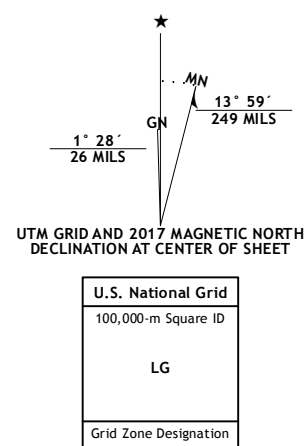 ★
MN
GN
1° 28´
26 MILS
13° 59´
249 MILS
UTM GRID AND 2017 MAGNETIC NORTH
DECLINATION AT CENTER OF SHEET
U.S. National Grid
100,000-m Square ID
LG
Grid Zone Designation